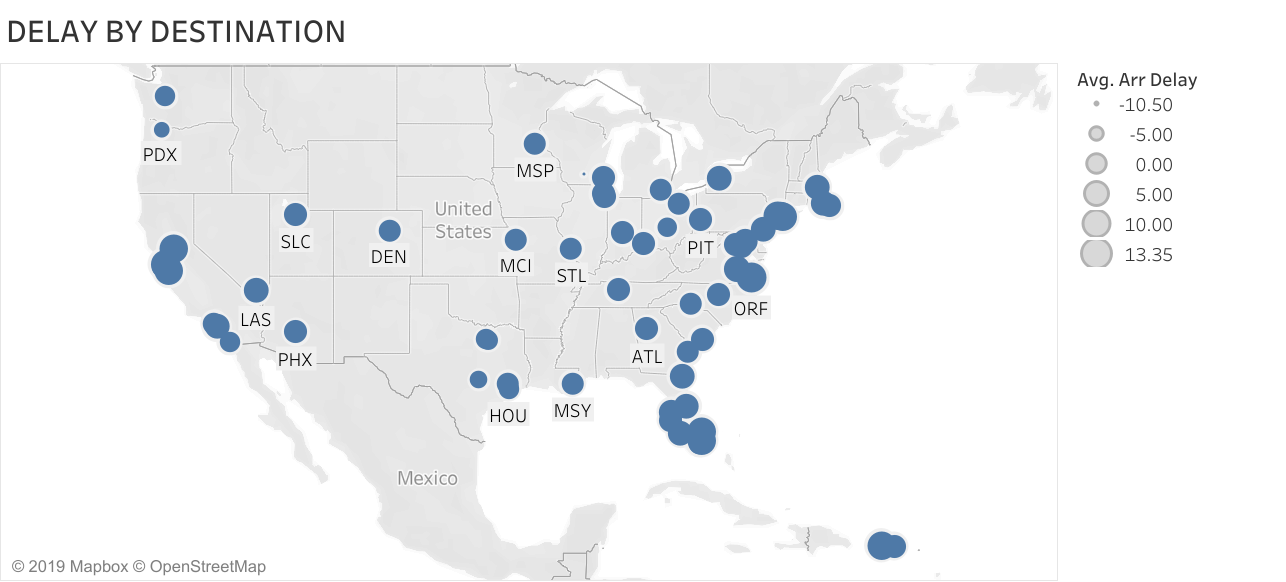 DELAY BY DESTINATION
Avg. Arr Delay
-10.50
-5.00
0.00
5.00
10.00
13.35
PDX
MSP
United
States
SLC
DEN
MCI
STL
PIT
LAS
ORF
PHX
ATL
HOU
MSY
Mexico
© 2019 Mapbox © OpenStreetMap